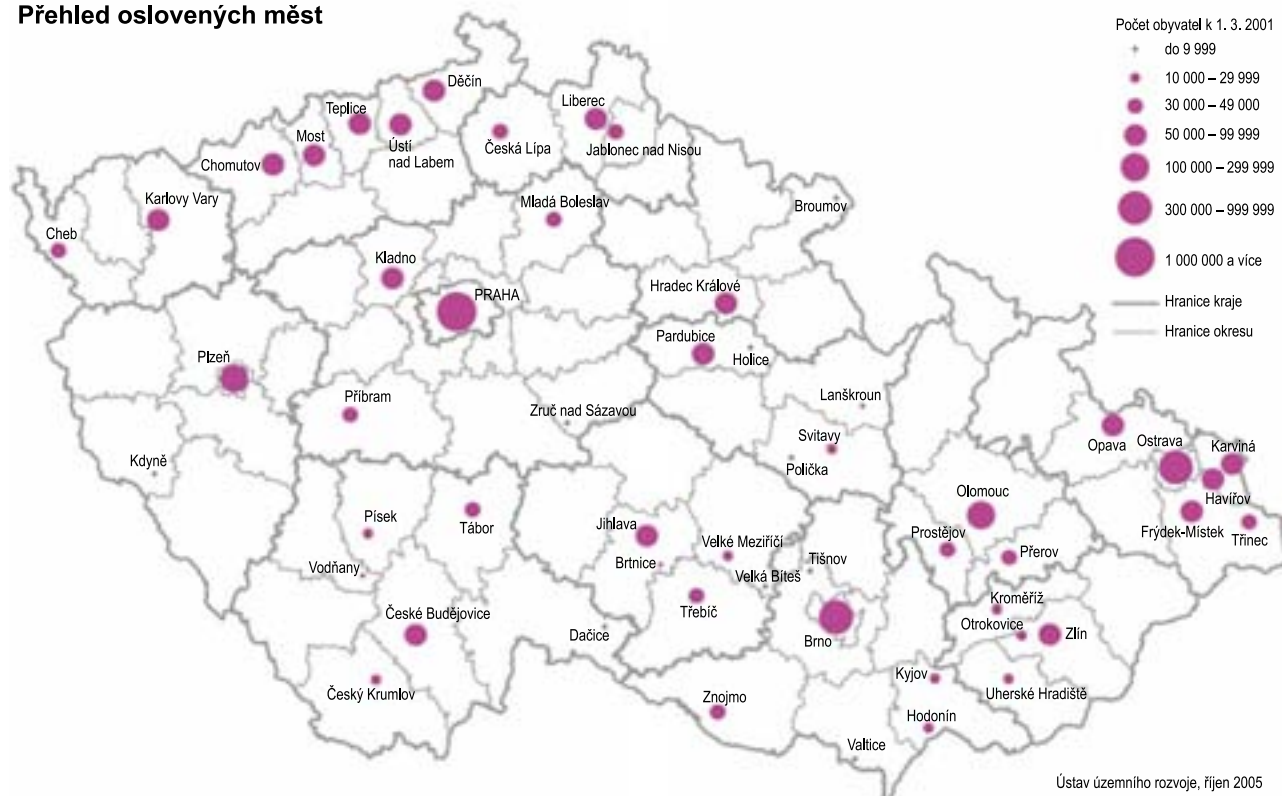 Přehled oslovených měst
Počet obyvatel k 1. 3. 2001
do 9 999
10 000 – 29 999
30 000 – 49 000
50 000 – 99 999
100 000 – 299 999
300 000 – 999 999
1 000 000 a více
Hranice kraje
Hranice okresu
Děčín
Teplice
Liberec
Most
Ústí
nad Labem
Česká Lípa
Jablonec nad Nisou
Chomutov
Karlovy Vary
Mladá Boleslav
Broumov
Cheb
Kladno
PRAHA
Hradec Králové
Pardubice
Holice
Plzeň
Příbram
Zruč nad Sázavou
Lanškroun
Svitavy
Polička
Kdyně
Opava
Ostrava
Karviná
Havířov
Frýdek-Místek
Třinec
Olomouc
Písek
Tábor
Jihlava
Velké Meziříčí
Prostějov
Přerov
Vodňany
Brtnice
Velká Bíteš
Tišnov
Třebíč
Kroměříž
Otrokovice
Zlín
České Budějovice
Dačice
Brno
Český Krumlov
Kyjov
Uherské Hradiště
Znojmo
Hodonín
Valtice
Ústav územního rozvoje, říjen 2005